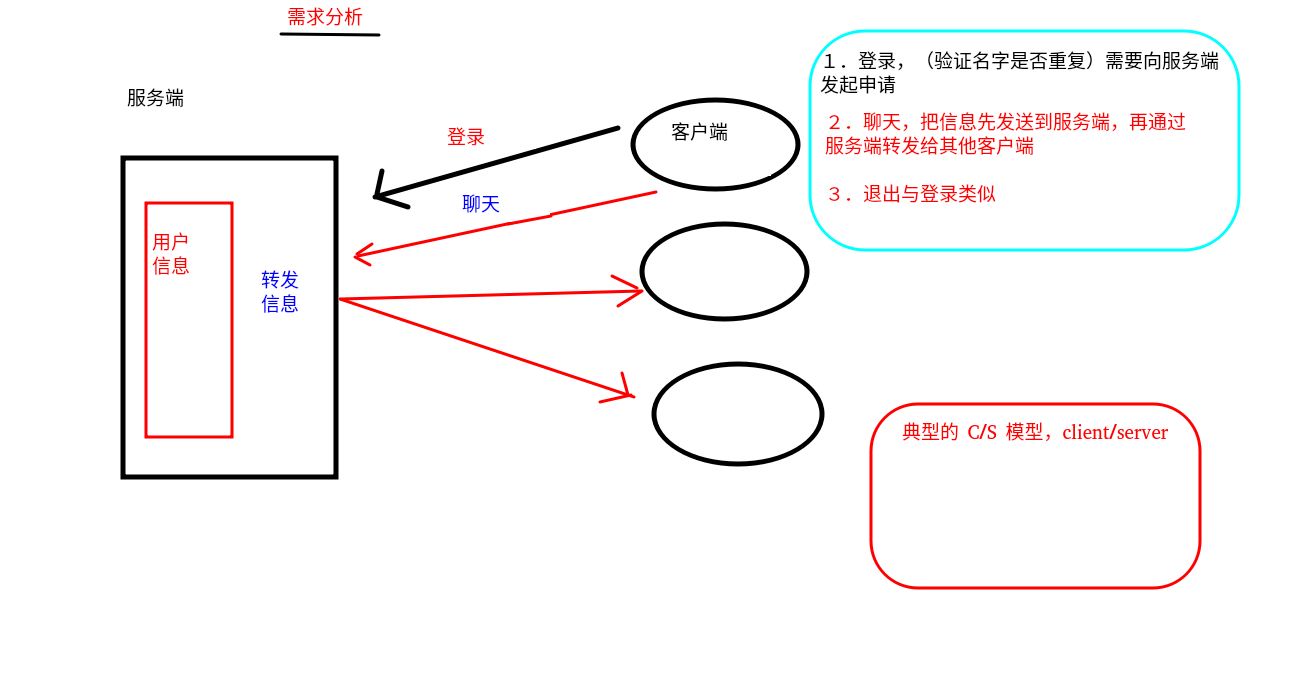 需求分析
服务端
用户
信息
转发
信息
登录
聊天
客户端
１．登录，（验证名字是否重复）需要向服务端
发起申请
２．聊天，把信息先发送到服务端，再通过
服务端转发给其他客户端
３．退出与登录类似
典型的 C/S 模型，client/server